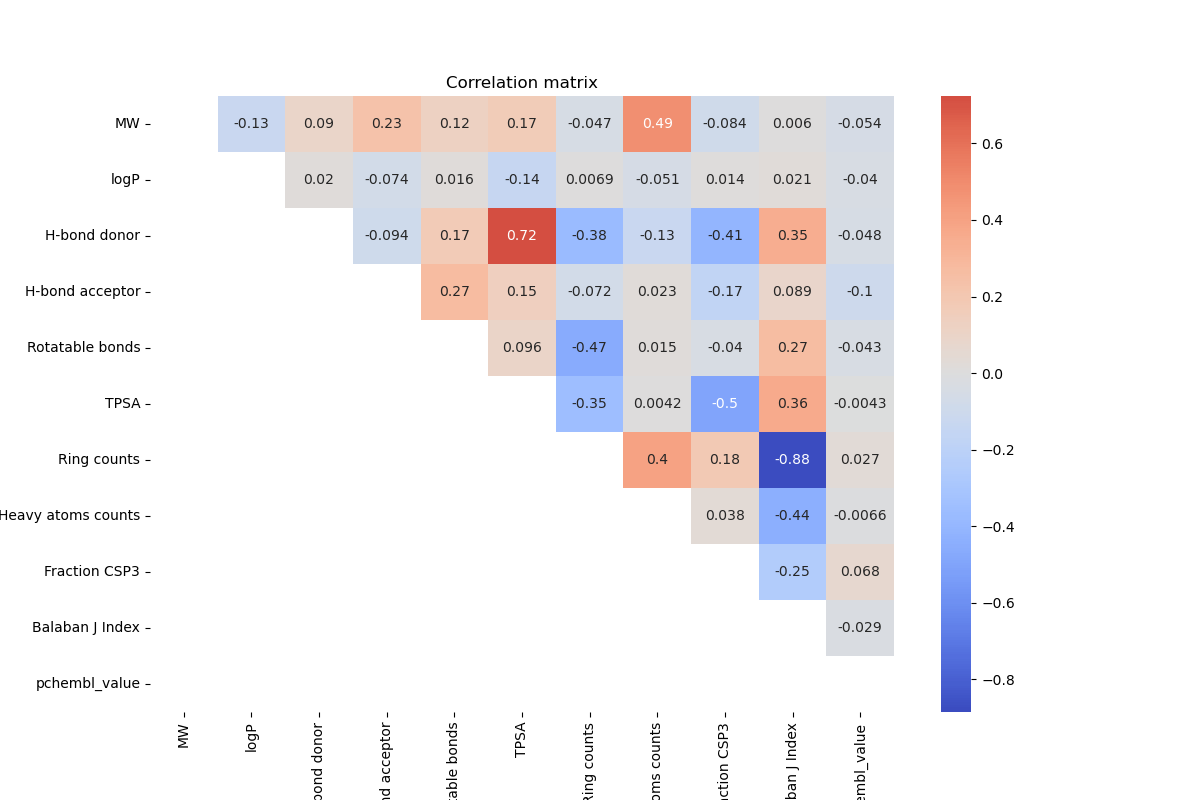 Correlation matrix
MW -0.13 0.09 0.23 0.12 0.17 -0.047 0.49 -0.084 0.006 -0.054
logP 0.02 -0.074 0.016 -0.14 0.0069 -0.051 0.014 0.021 -0.04
H-bond donor -0.094 0.17 0.72 -0.38 -0.13 -0.41 0.35 -0.048
H-bond acceptor 0.27 0.15 -0.072 0.023 -0.17 0.089 -0.1
Rotatable bonds 0.096 -0.47 0.015 -0.04 0.27 -0.043
TPSA -0.35 0.0042 -0.5 0.36 -0.0043
Ring counts 0.4 0.18 -0.88 0.027
Heavy atoms counts 0.038 -0.44 -0.0066
Fraction CSP3 -0.25 0.068
Balaban J Index -0.029
pchembl_value
0.6
0.4
0.2
0.0
−0.2
−0.4
−0.6
−0.8
MW
logP
bond donor
nd acceptor
table bonds
TPSA
Ring counts
oms counts
action CSP3
ban J Index
embl_value